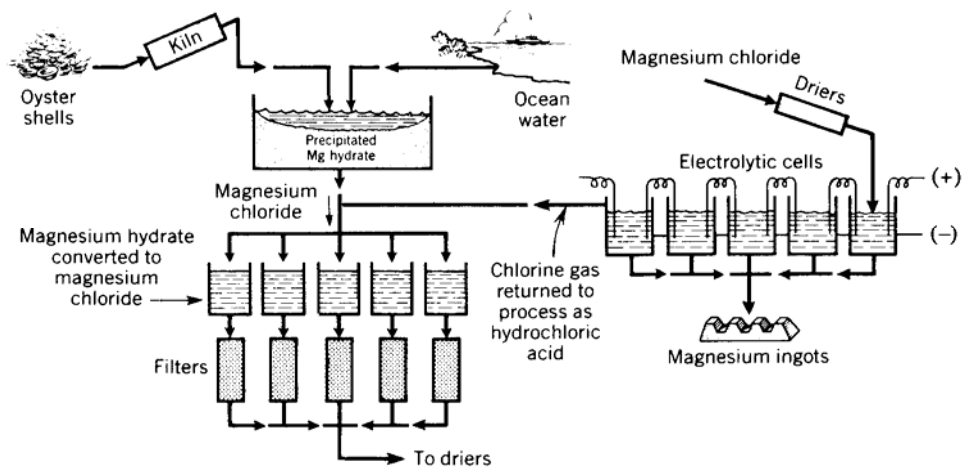 Kiln
Oyster
shells
Ocean
water
Precipitated
Mg hydrate
Magnesium
chloride
Magnesium hydrate
converted to
magnesium
chloride
Filters
To driers
Magnesium chloride
Driers
Electrolytic cells
(+)
(−)
Chlorine gas
returned to
process as
hydrochloric
acid
Magnesium ingots